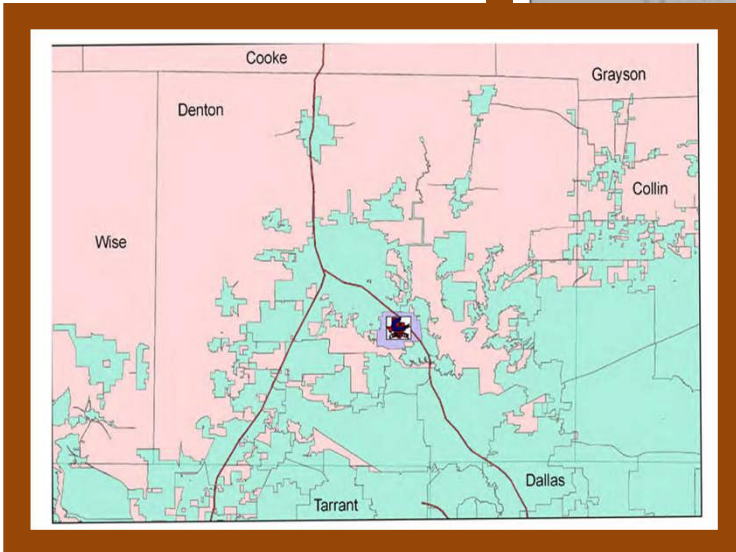 Cooke
Grayson
Denton
Collin
Wise
Dallas
Tarrant